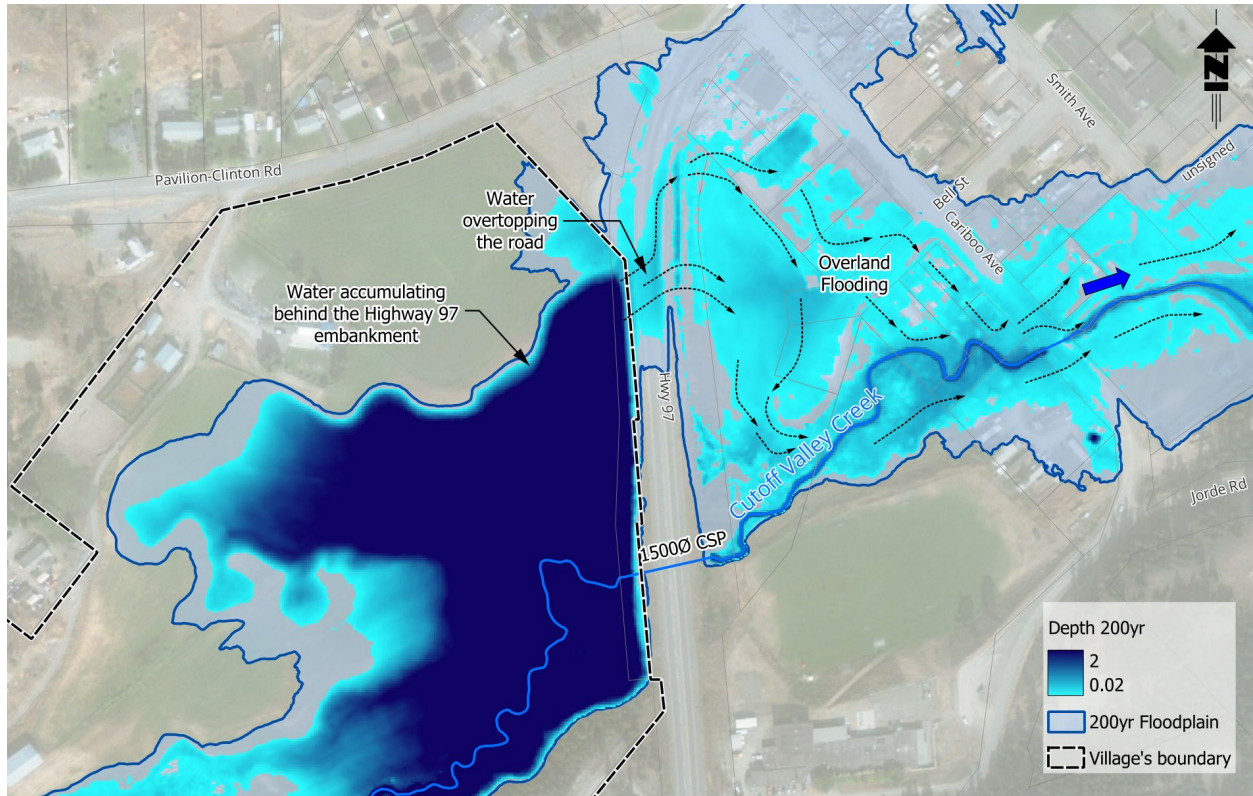 N
Smith Ave
unsigned
Pavilion-Clinton Rd
Bell St
Cariboo Ave
Water
overtopping
the road
Overland
Flooding
Water accumulating
behind the Highway 97
embankment
Hwy 97
Cutoff Valley Creek
Jorde Rd
1500Ø CSP
Depth 200yr
2
0.02
200yr Floodplain
Village's boundary